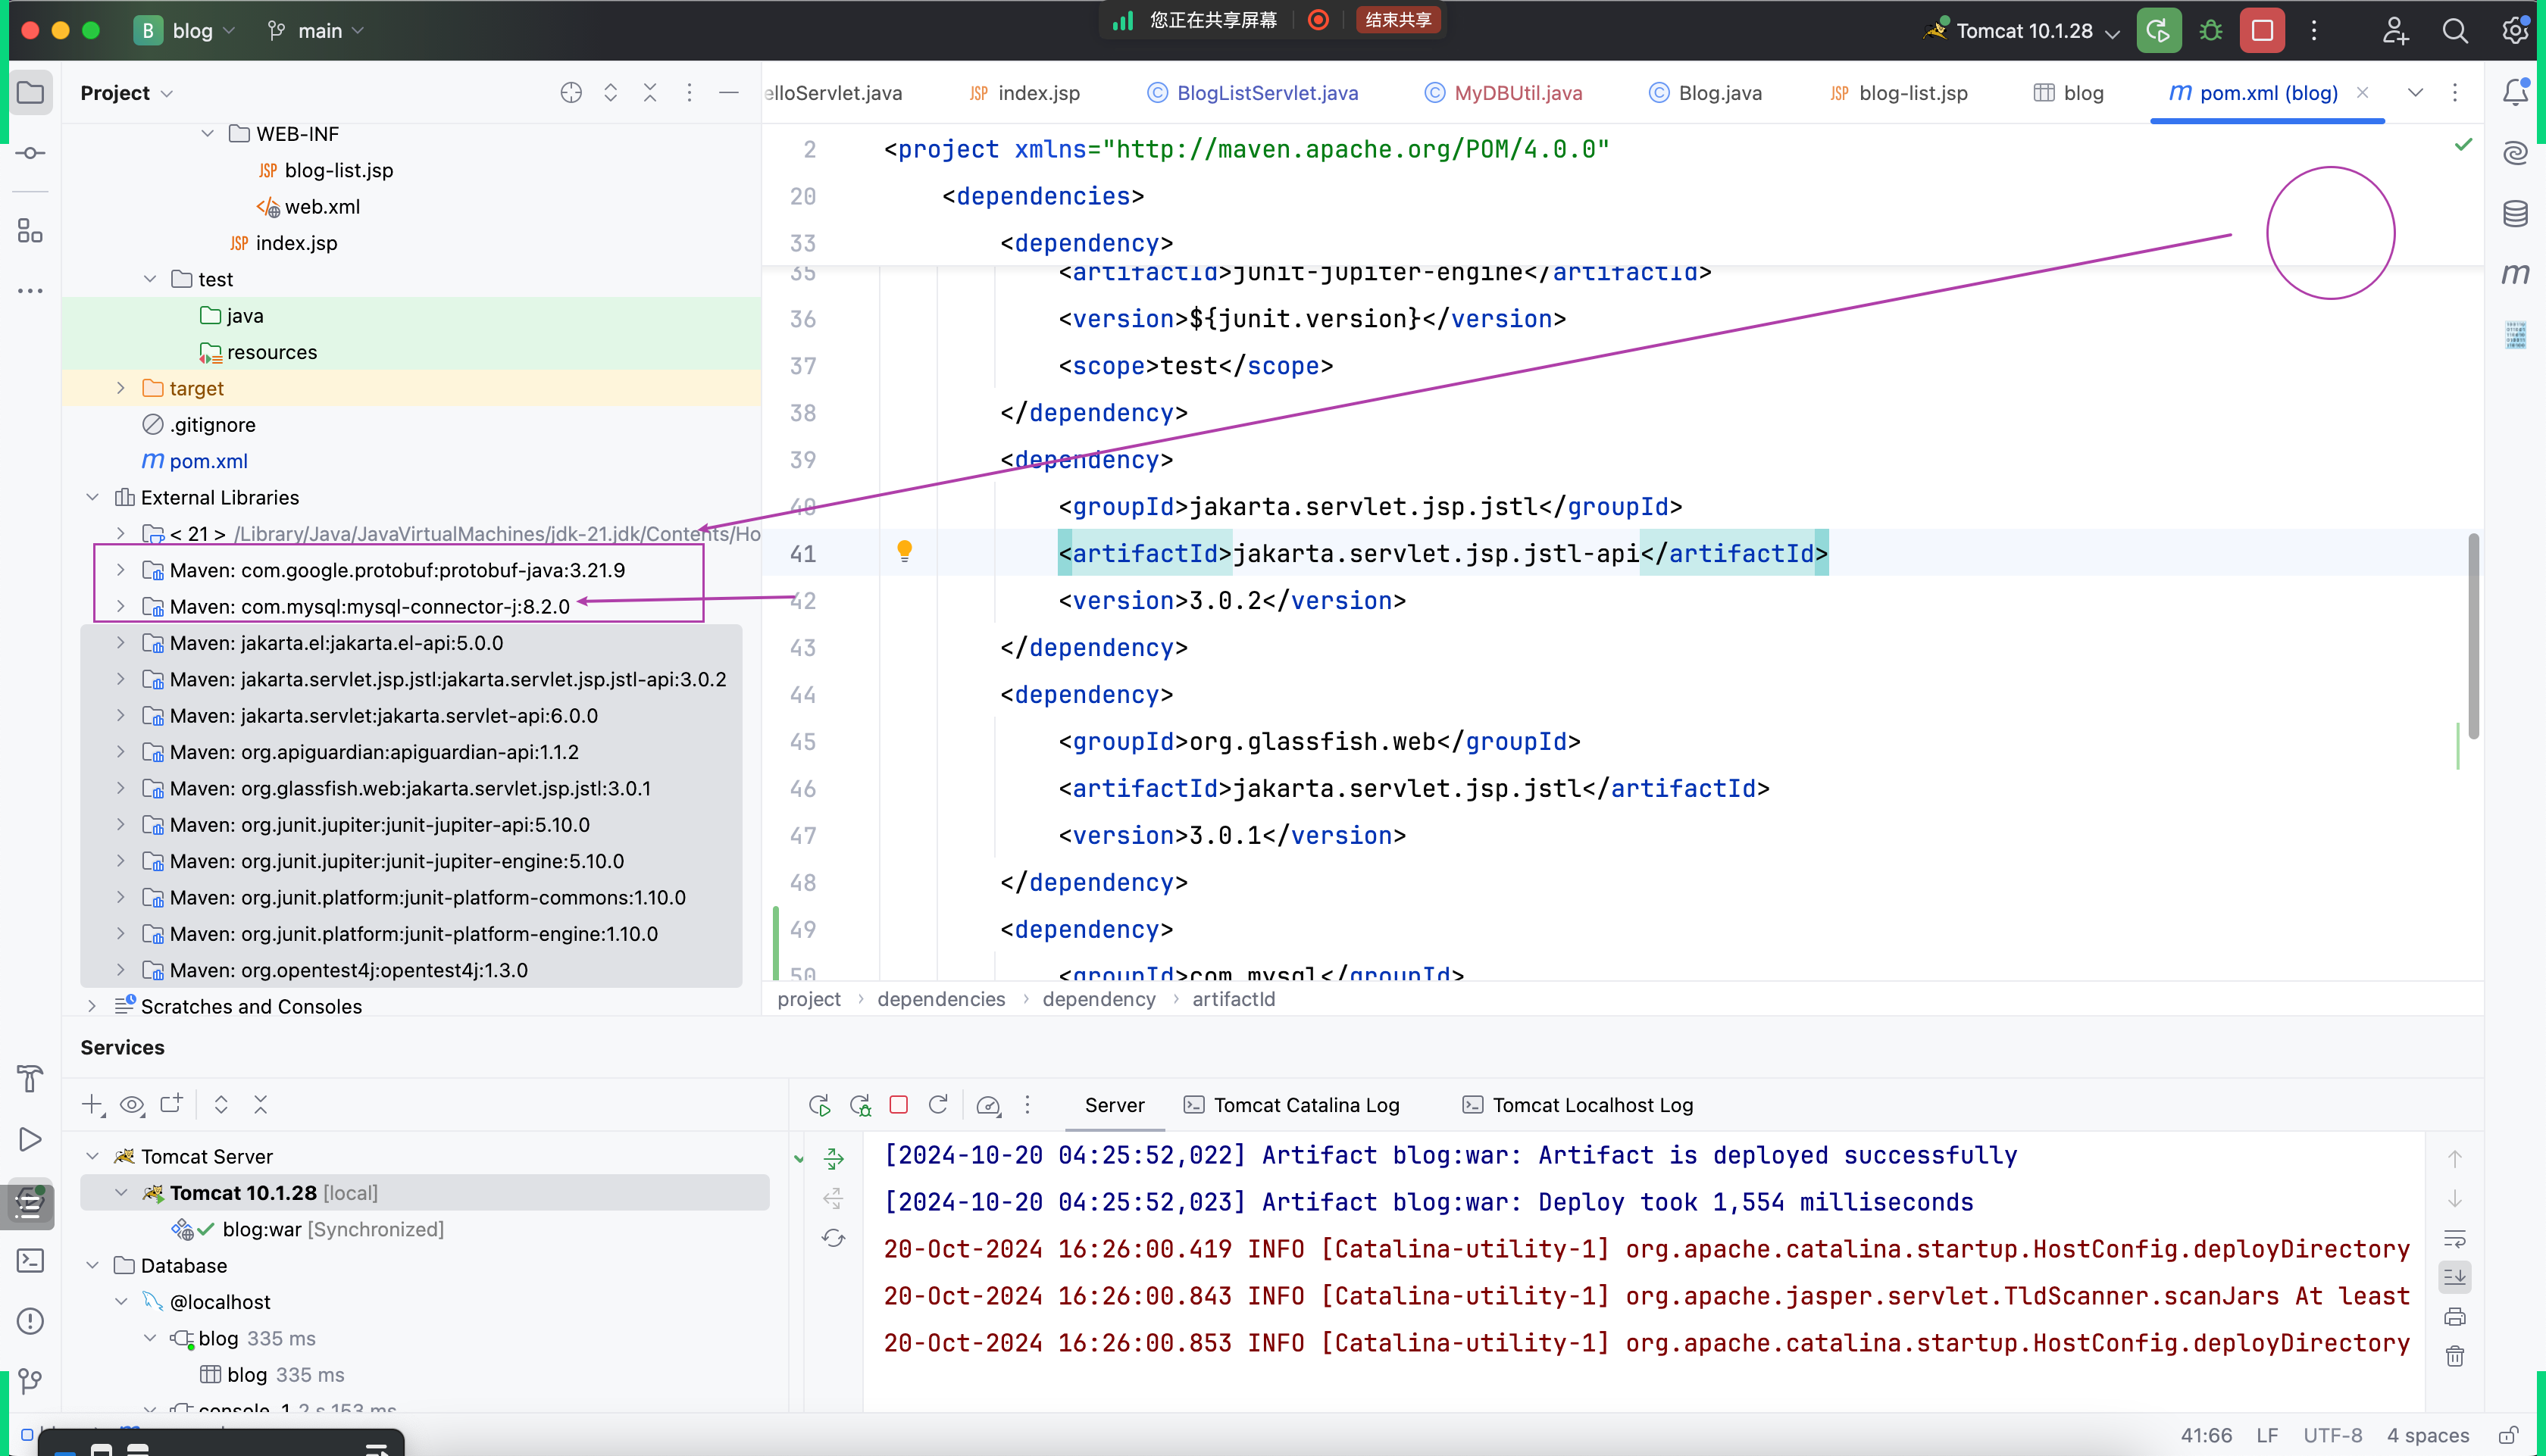 B blog main 您正在共享屏幕 结束共享 Tomcat 10.1.28
Project
elloServlet.java JSP index.jsp BlogListServlet.java MyDBUtil.java Blog.java JSP blog-list.jsp blog m pom.xml (blog)
WEB-INF
JSP blog-list.jsp
web.xml
JSP index.jsp
test
java
resources
target
.gitignore
m pom.xml
External Libraries
< 21 > /Library/Java/JavaVirtualMachines/jdk-21.jdk/Contents/Ho
Maven: com.google.protobuf:protobuf-java:3.21.9
Maven: com.mysql:mysql-connector-j:8.2.0
Maven: jakarta.el:jakarta.el-api:5.0.0
Maven: jakarta.servlet.jsp.jstl:jakarta.servlet.jsp.jstl-api:3.0.2
Maven: jakarta.servlet:jakarta.servlet-api:6.0.0
Maven: org.apiguardian:apiguardian-api:1.1.2
Maven: org.glassfish.web:jakarta.servlet.jsp.jstl:3.0.1
Maven: org.junit.jupiter:junit-jupiter-api:5.10.0
Maven: org.junit.jupiter:junit-jupiter-engine:5.10.0
Maven: org.junit.platform:junit-platform-commons:1.10.0
Maven: org.junit.platform:junit-platform-engine:1.10.0
Maven: org.opentest4j:opentest4j:1.3.0
Scratches and Consoles
2 <project xmlns="http://maven.apache.org/POM/4.0.0"
20 <dependencies>
33 <dependency>
35 <artifactId>junit-jupiter-engine</artifactId>
36 <version>${junit.version}</version>
37 <scope>test</scope>
38 </dependency>
39 <dependency>
40 <groupId>jakarta.servlet.jsp.jstl</groupId>
41 <artifactId>jakarta.servlet.jsp.jstl-api</artifactId>
42 <version>3.0.2</version>
43 </dependency>
44 <dependency>
45 <groupId>org.glassfish.web</groupId>
46 <artifactId>jakarta.servlet.jsp.jstl</artifactId>
47 <version>3.0.1</version>
48 </dependency>
49 <dependency>
50 <groupId>com.mysql</groupId>
project › dependencies › dependency › artifactId
m
Services
Server Tomcat Catalina Log Tomcat Localhost Log
Tomcat Server
Tomcat 10.1.28 [local]
blog:war [Synchronized]
Database
@localhost
blog 335 ms
blog 335 ms
console_1 2 s 153 ms
[2024-10-20 04:25:52,022] Artifact blog:war: Artifact is deployed successfully
[2024-10-20 04:25:52,023] Artifact blog:war: Deploy took 1,554 milliseconds
20-Oct-2024 16:26:00.419 INFO [Catalina-utility-1] org.apache.catalina.startup.HostConfig.deployDirectory
20-Oct-2024 16:26:00.843 INFO [Catalina-utility-1] org.apache.jasper.servlet.TldScanner.scanJars At least
20-Oct-2024 16:26:00.853 INFO [Catalina-utility-1] org.apache.catalina.startup.HostConfig.deployDirectory
41:66 LF UTF-8 4 spaces